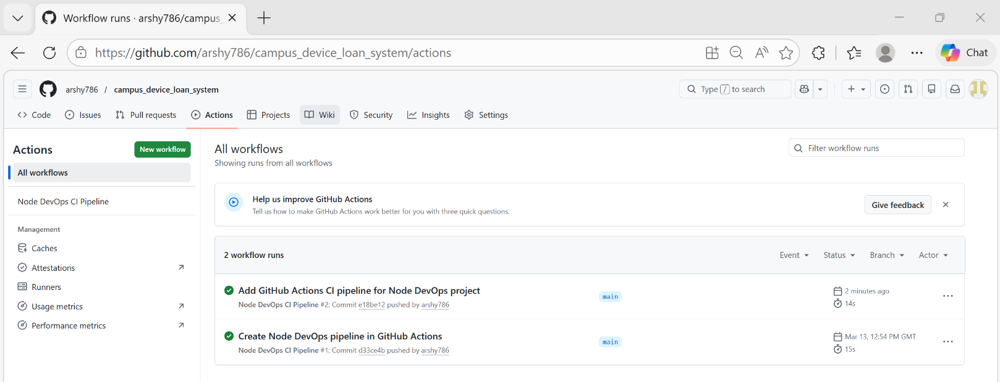 Workflow runs · arshy786/campus_
https://github.com/arshy786/campus_device_loan_system/actions
Chat
arshy786 / campus_device_loan_system
Type / to search
Code
Issues
Pull requests
Actions
Projects
Wiki
Security
Insights
Settings
Actions
New workflow
All workflows
Node DevOps CI Pipeline
Management
Caches
Attestations
Runners
Usage metrics
Performance metrics
All workflows
Showing runs from all workflows
Filter workflow runs
Help us improve GitHub Actions
Tell us how to make GitHub Actions work better for you with three quick questions.
Give feedback
2 workflow runs
Event
Status
Branch
Actor
Add GitHub Actions CI pipeline for Node DevOps project
Node DevOps CI Pipeline #2: Commit e18be12 pushed by arshy786
main
2 minutes ago
14s
Create Node DevOps pipeline in GitHub Actions
Node DevOps CI Pipeline #1: Commit d33ce4b pushed by arshy786
main
Mar 13, 12:54 PM GMT
15s